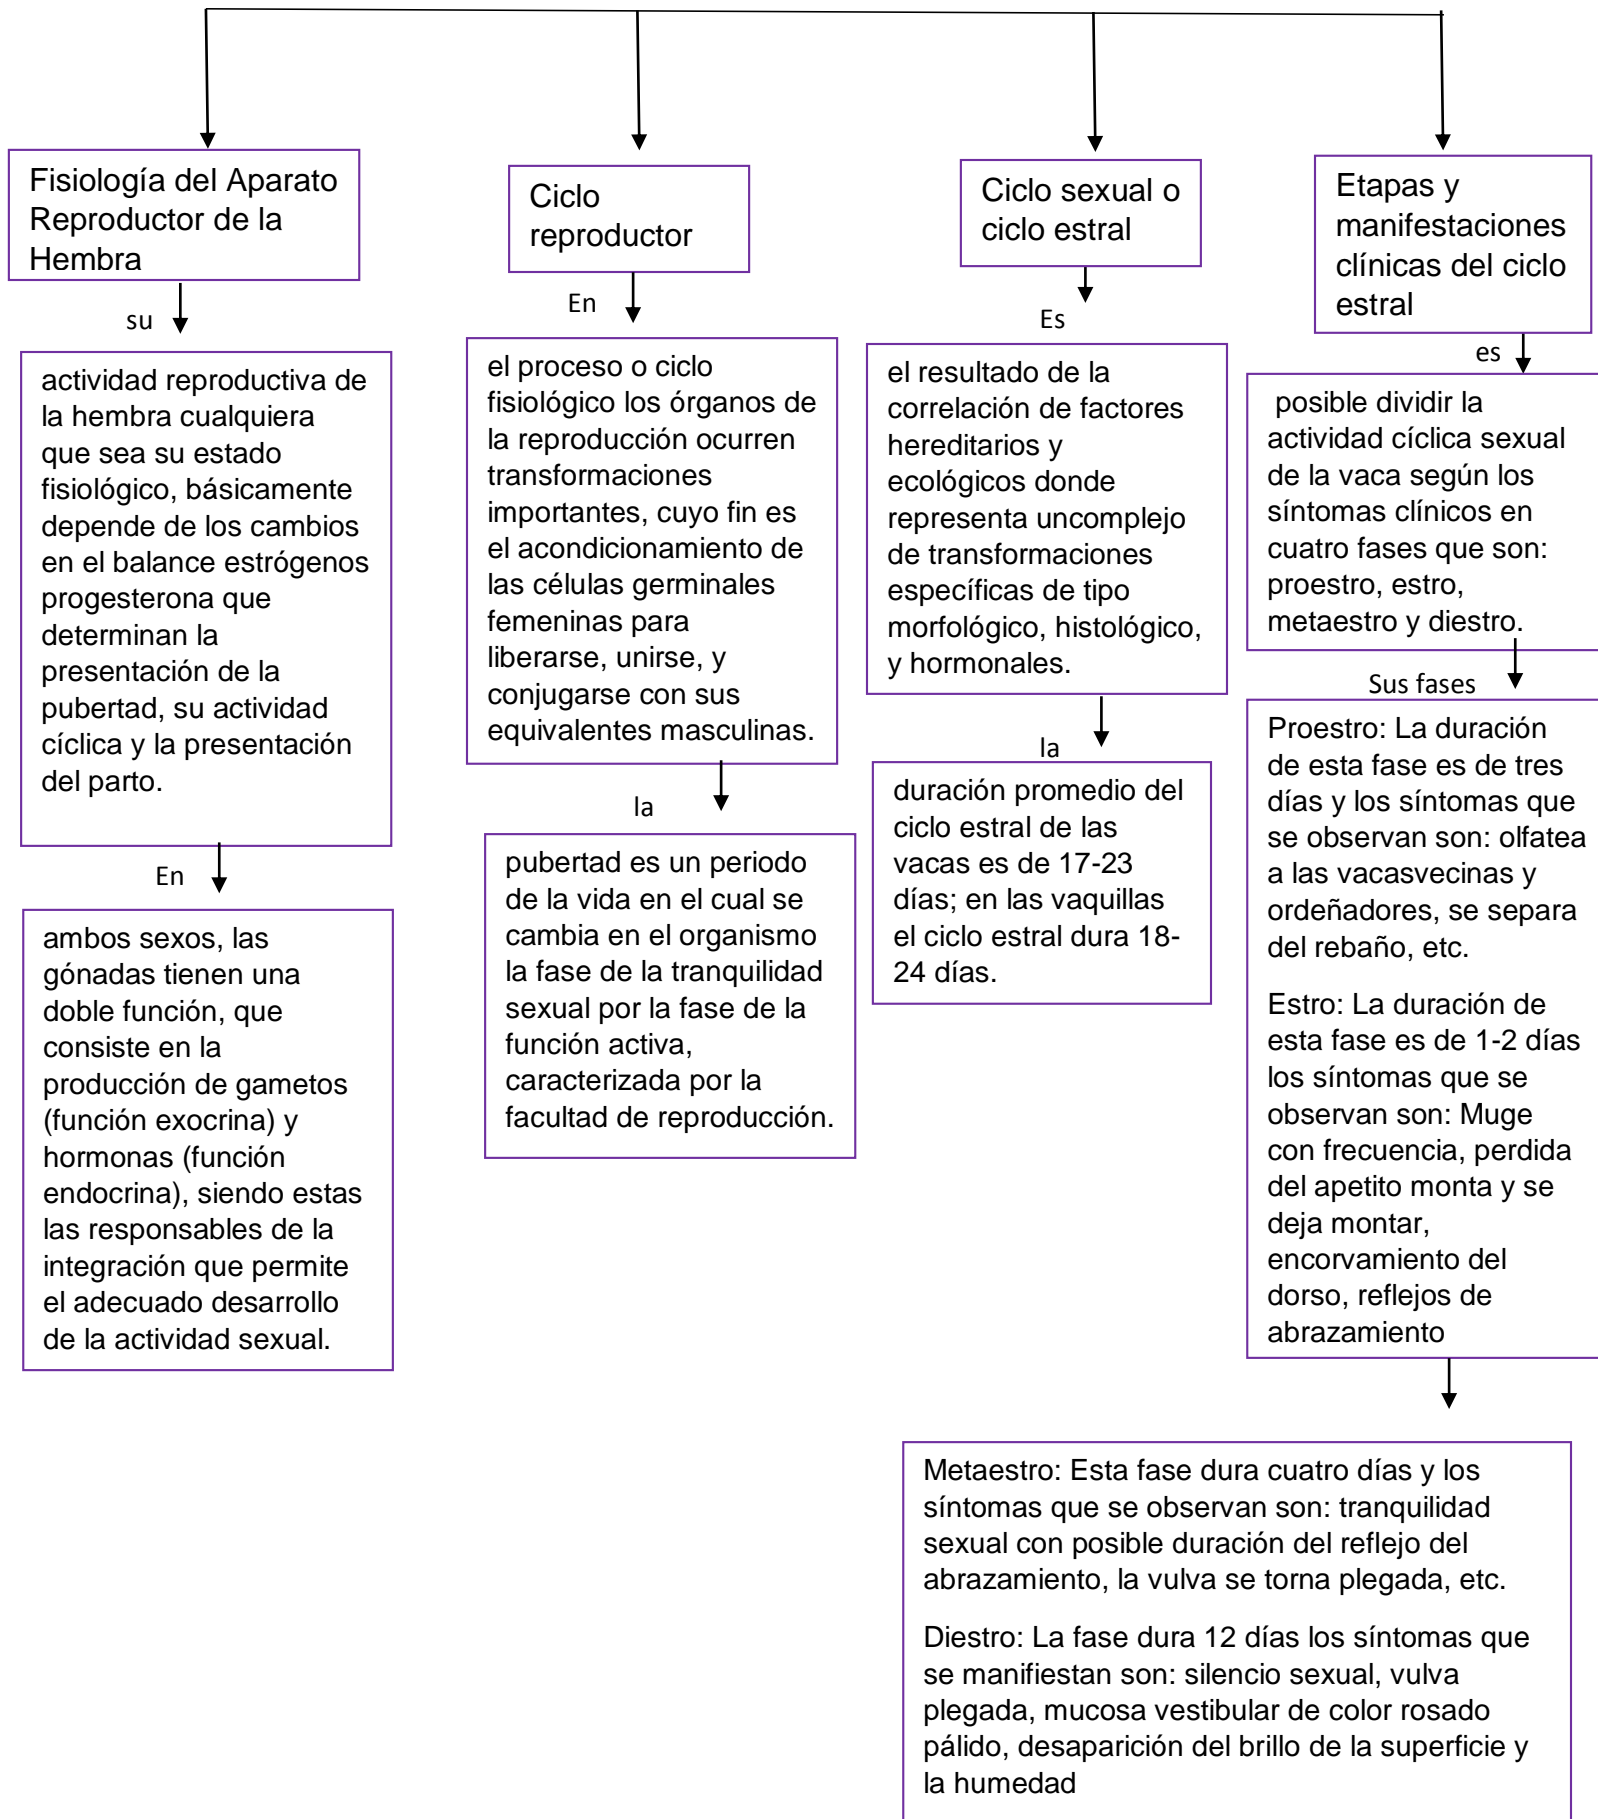 Fisiología del Aparato
Reproductor de la
Hembra
su
actividad reproductiva de
la hembra cualquiera
que sea su estado
fisiológico, básicamente
depende de los cambios
en el balance estrógenos
progesterona que
determinan la
presentación de la
pubertad, su actividad
cíclica y la presentación
del parto.
En
ambos sexos, las
gónadas tienen una
doble función, que
consiste en la
producción de gametos
(función exocrina) y
hormonas (función
endocrina), siendo estas
las responsables de la
integración que permite
el adecuado desarrollo
de la actividad sexual.
Ciclo
reproductor
En
el proceso o ciclo
fisiológico los órganos de
la reproducción ocurren
transformaciones
importantes, cuyo fin es
el acondicionamiento de
las células germinales
femeninas para
liberarse, unirse, y
conjugarse con sus
equivalentes masculinas.
la
pubertad es un periodo
de la vida en el cual se
cambia en el organismo
la fase de la tranquilidad
sexual por la fase de la
función activa,
caracterizada por la
facultad de reproducción.
Ciclo sexual o
ciclo estral
Es
el resultado de la
correlación de factores
hereditarios y
ecológicos donde
representa uncomplejo
de transformaciones
específicas de tipo
morfológico, histológico,
y hormonales.
la
duración promedio del
ciclo estral de las
vacas es de 17-23
días; en las vaquillas
el ciclo estral dura 18-
24 días.
Etapas y
manifestaciones
clínicas del ciclo
estral
es
posible dividir la
actividad cíclica sexual
de la vaca según los
síntomas clínicos en
cuatro fases que son:
proestro, estro,
metaestro y diestro.
Sus fases
Proestro: La duración
de esta fase es de tres
días y los síntomas que
se observan son: olfatea
a las vacasvecinas y
ordeñadores, se separa
del rebaño, etc.
Estro: La duración de
esta fase es de 1-2 días
los síntomas que se
observan son: Muge
con frecuencia, perdida
del apetito monta y se
deja montar,
encorvamiento del
dorso, reflejos de
abrazamiento
Metaestro: Esta fase dura cuatro días y los
síntomas que se observan son: tranquilidad
sexual con posible duración del reflejo del
abrazamiento, la vulva se torna plegada, etc.
Diestro: La fase dura 12 días los síntomas que
se manifiestan son: silencio sexual, vulva
plegada, mucosa vestibular de color rosado
pálido, desaparición del brillo de la superficie y
la humedad